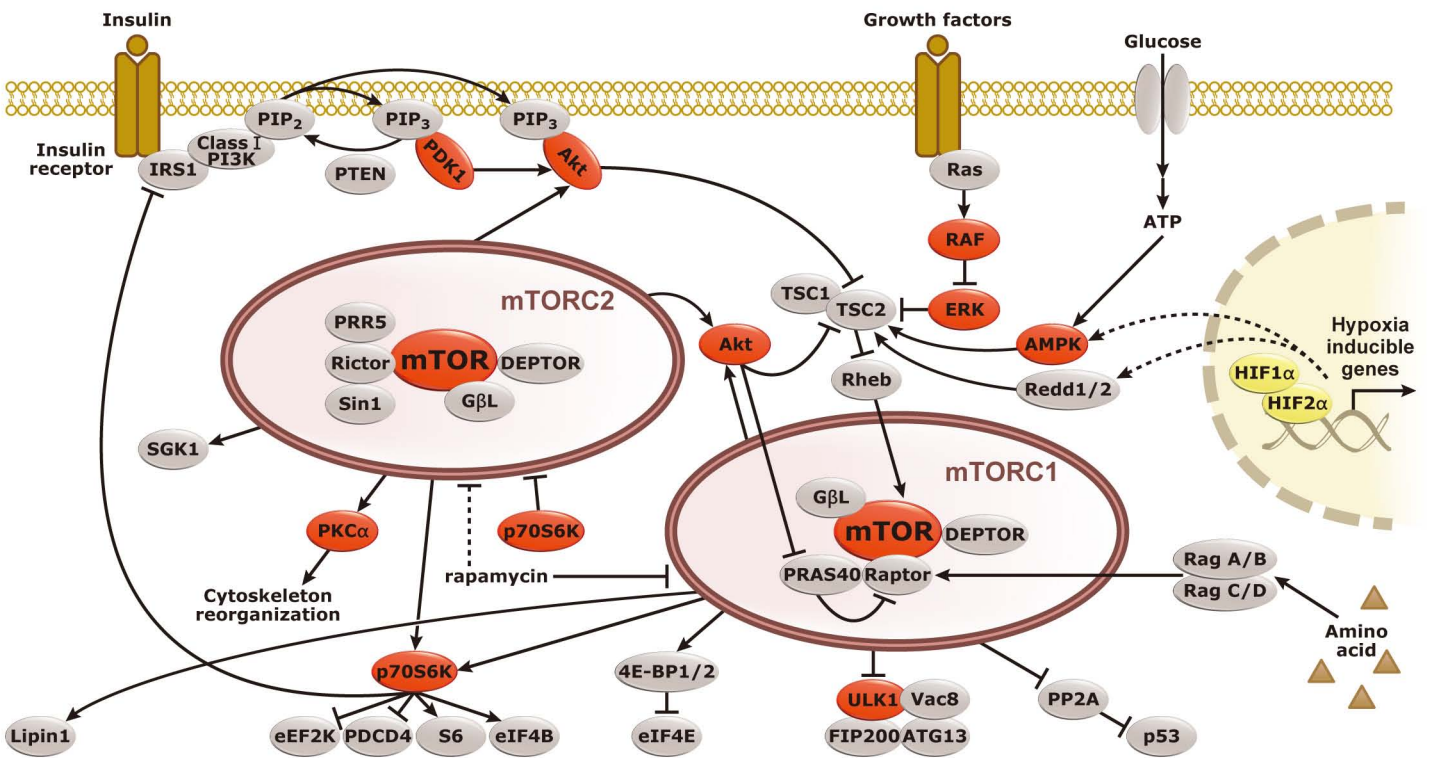 Insulin
Growth factors
Glucose
PIP2
PIP3
PIP3
Class I
PI3K
Insulin
receptor
IRS1
PTEN
PDK1
Akt
Ras
ATP
RAF
TSC1
TSC2
ERK
mTORC2
PRR5
Rictor
mTOR
DEPTOR
Sin1
GβL
Akt
AMPK
Rheb
Redd1/2
Hypoxia
inducible
genes
HIF1α
HIF2α
SGK1
mTORC1
GβL
mTOR
DEPTOR
PRAS40
Raptor
PKCα
p70S6K
rapamycin
Cytoskeleton
reorganization
Rag A/B
Rag C/D
Amino
acid
p70S6K
4E-BP1/2
ULK1
Vac8
PP2A
Lipin1
eEF2K
PDCD4
S6
eIF4B
eIF4E
FIP200
ATG13
p53